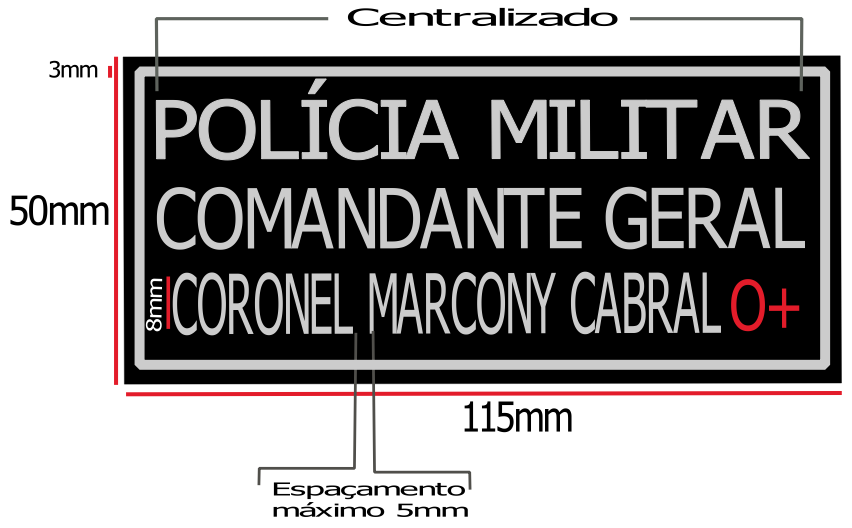 Centralizado
3mm
POLÍCIA MILITAR
50mm
COMANDANTE GERAL
8mm
CORONEL MARCONY CABRAL O+
115mm
Espaçamento
máximo 5mm